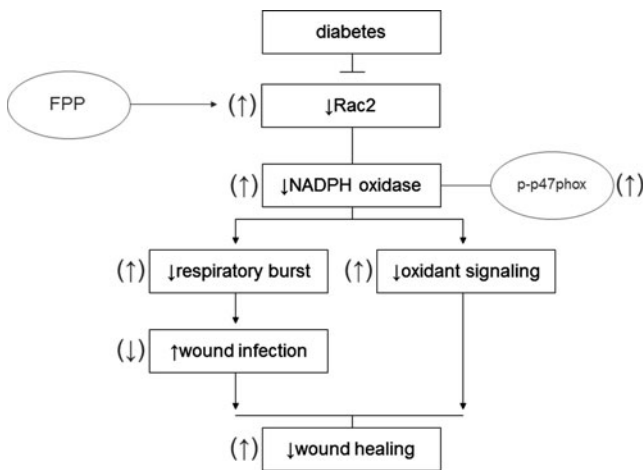 diabetes
FPP
(↑) ↓Rac2
(↑) ↓NADPH oxidase
p-p47phox (↑)
(↑) ↓respiratory burst
(↑) ↓oxidant signaling
(↓) ↑wound infection
(↑) ↓wound healing